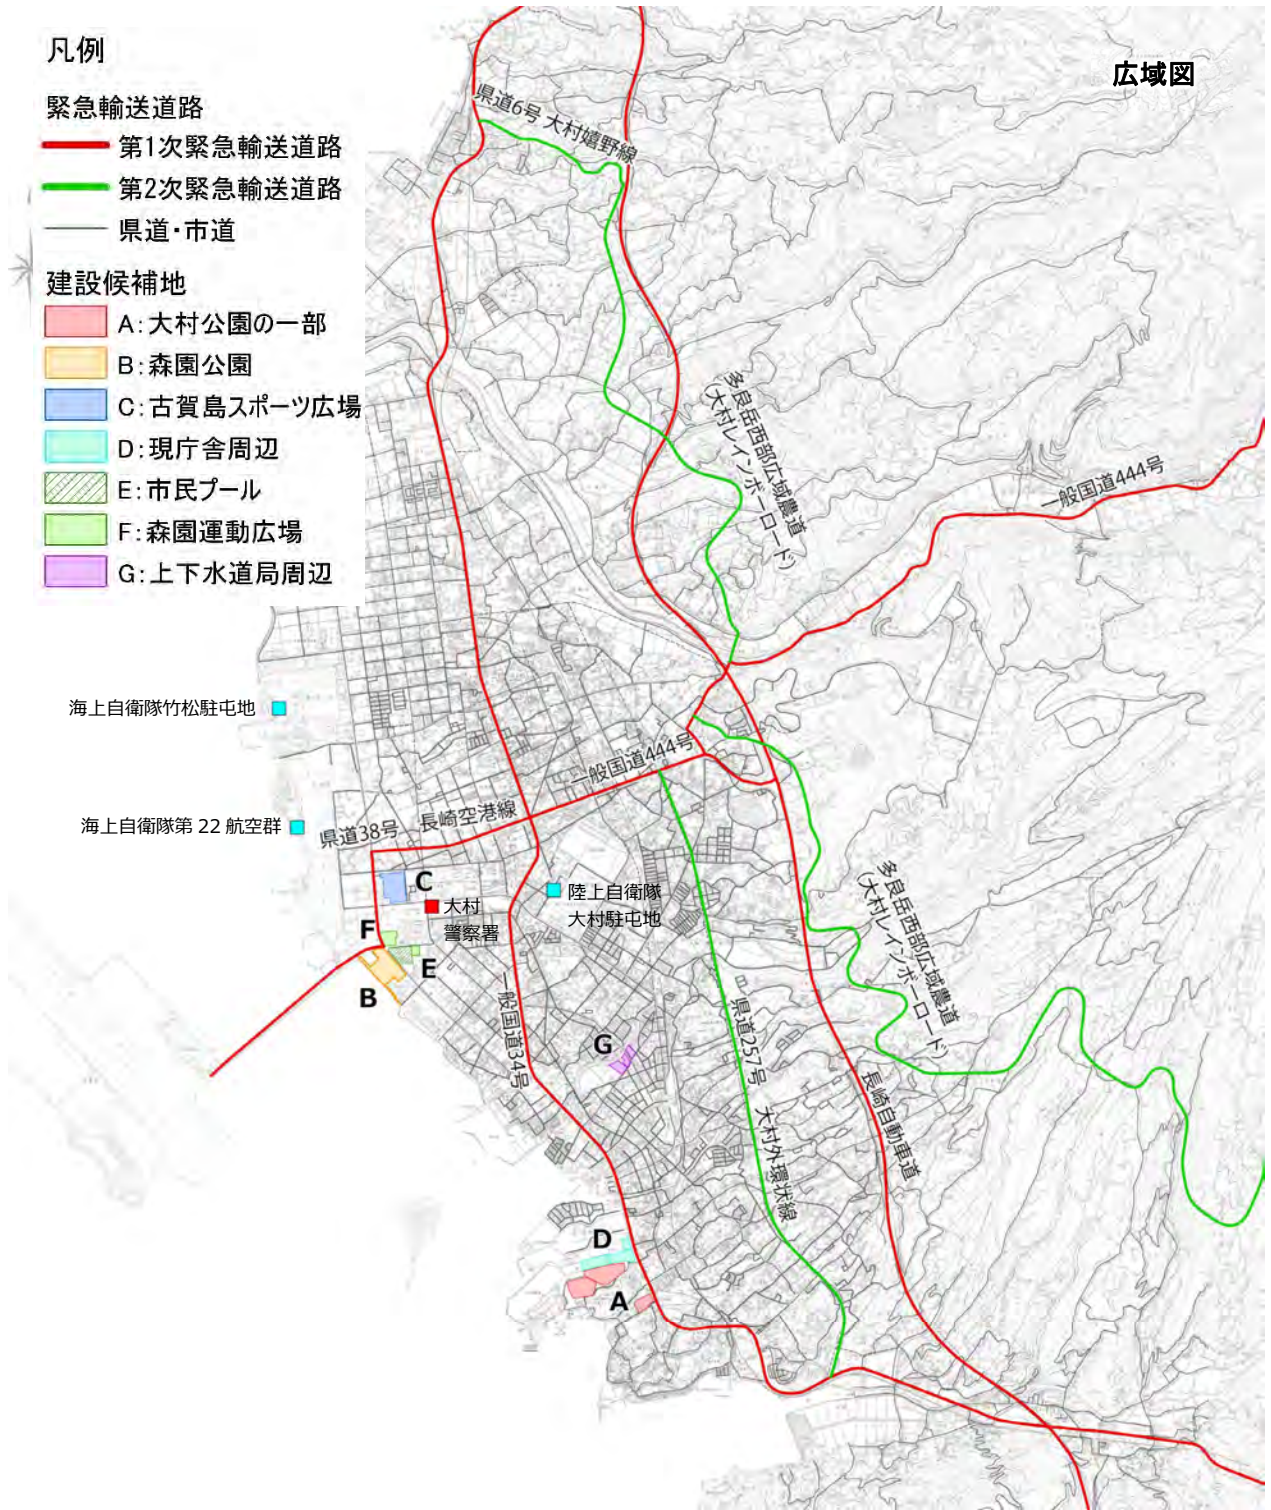 凡例
広域図
緊急輸送道路
第1次緊急輸送道路
第2次緊急輸送道路
県道・市道
建設候補地
A:大村公園の一部
B:森園公園
C:古賀島スポーツ広場
D:現庁舎周辺
E:市民プール
F:森園運動広場
G:上下水道局周辺
県道6号 大村嬉野線
多良岳西部広域農道
(大村レインボーロード)
一般国道444号
海上自衛隊竹松駐屯地
一般国道444号
海上自衛隊第 22 航空群
県道38号 長崎空港線
C
大村
警察署
陸上自衛隊
大村駐屯地
多良岳西部広域農道
(大村レインボーロード)
F
E
B
一般国道34号
G
県道257号 大村外環状線
長崎自動車道
D
A